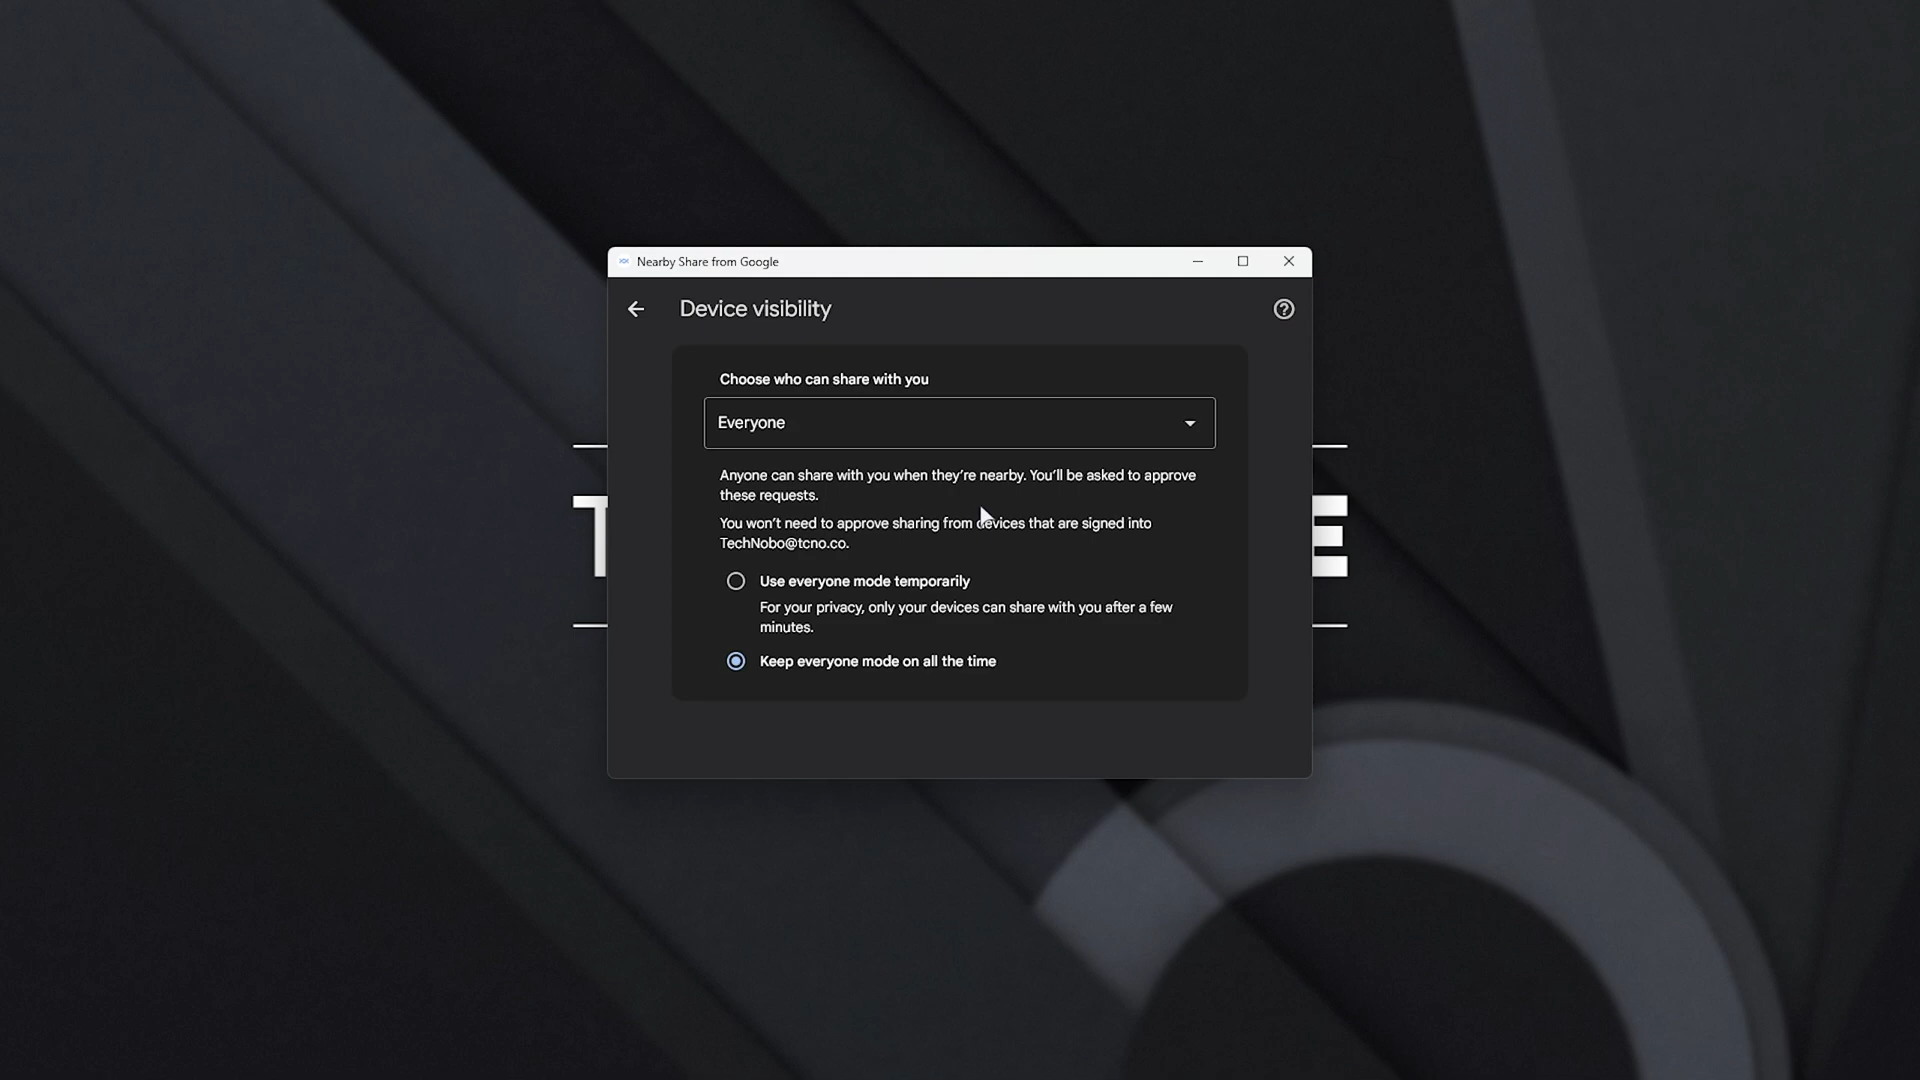 Nearby Share from Google
Device visibility
Choose who can share with you
Everyone
Anyone can share with you when they’re nearby. You’ll be asked to approve
these requests.
You won’t need to approve sharing from devices that are signed into
TechNobo@tcno.co.
Use everyone mode temporarily
For your privacy, only your devices can share with you after a few
minutes.
Keep everyone mode on all the time
T
E